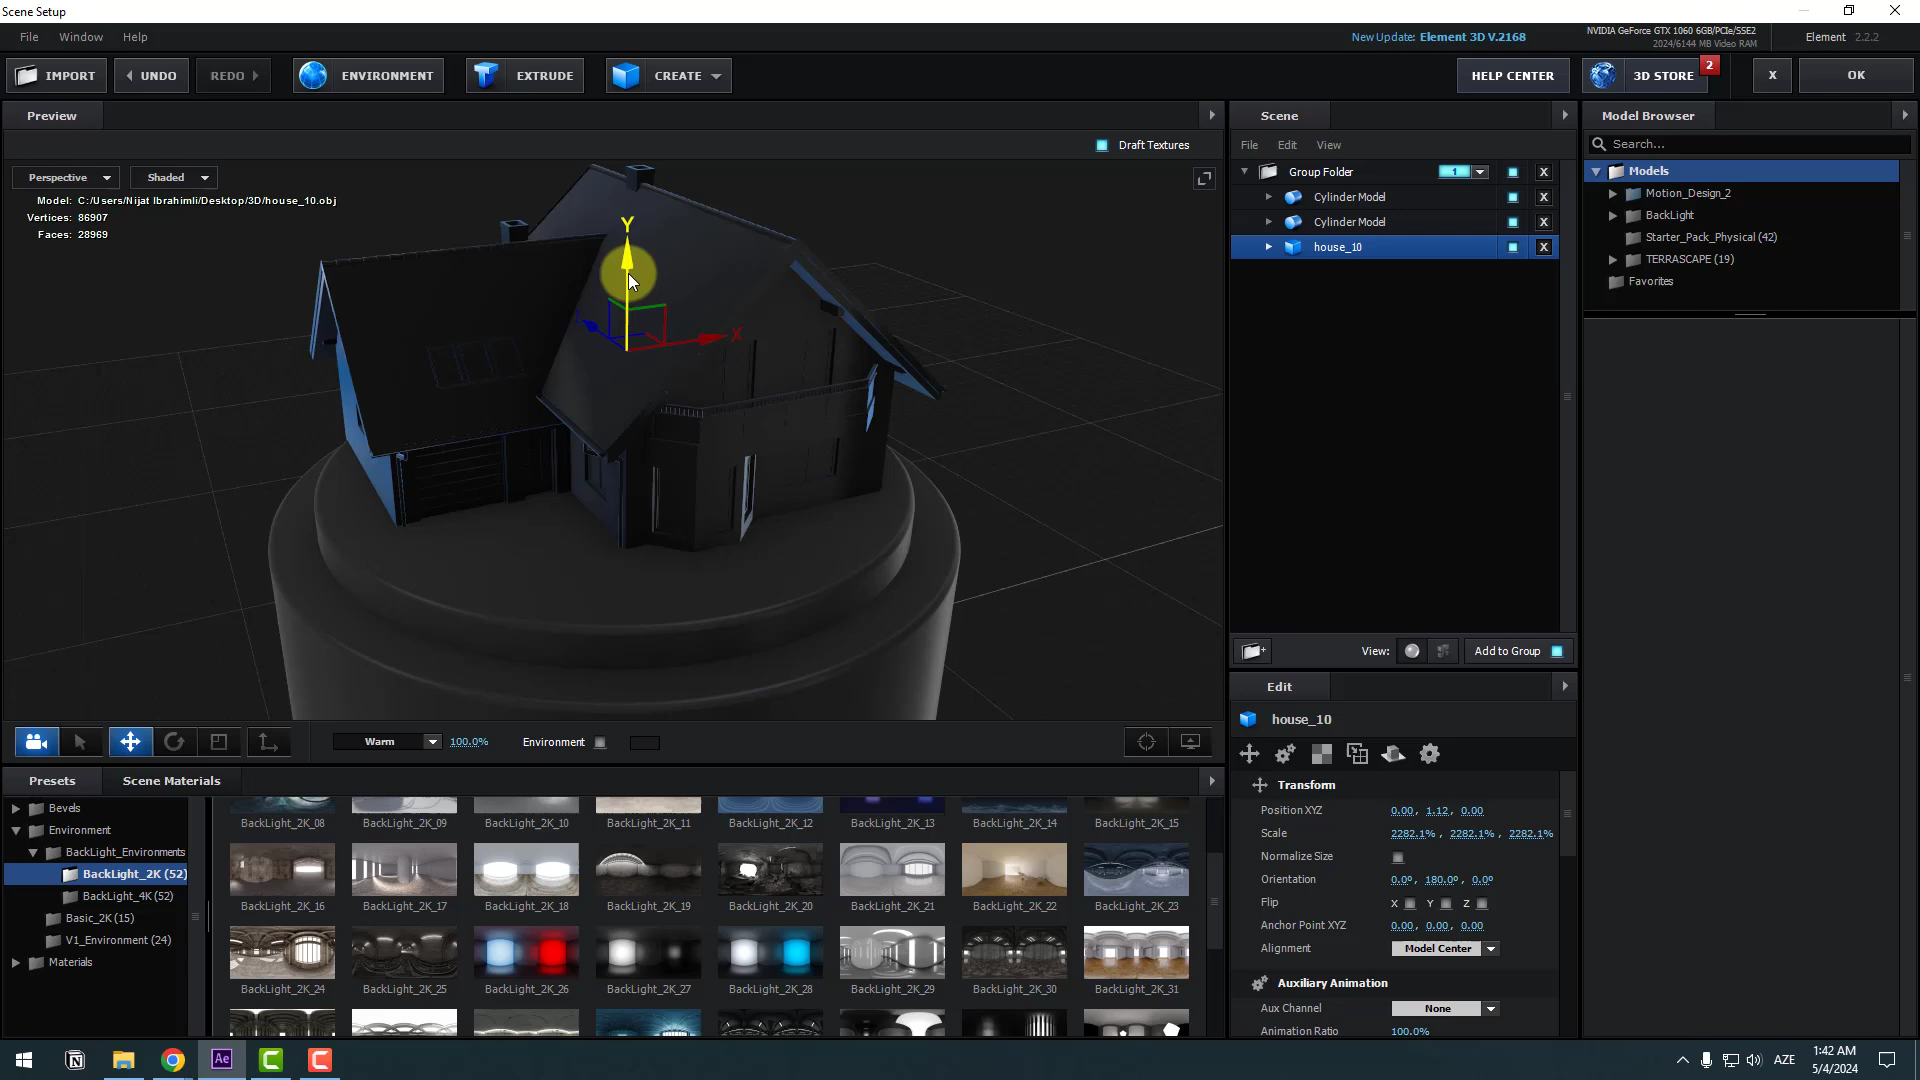 Scene Setup
File Window Help
New Update: Element 3D V.2168
NVIDIA GeForce GTX 1060 6GB/PCIe/SSE2
2024/6144 MB Video RAM
Element 2.2.2
IMPORT UNDO REDO ENVIRONMENT EXTRUDE CREATE HELP CENTER 3D STORE 2 X OK
Preview
Draft Textures
Perspective Shaded
Model: C:/Users/Nijat Ibrahimli/Desktop/3D/house_10.obj
Vertices: 86907
Faces: 28969
Y
X
Warm 100.0% Environment
Scene
File Edit View
Group Folder 1 X
Cylinder Model X
Cylinder Model X
house_10 X
View: Add to Group
Model Browser
Search...
Models
Motion_Design_2
BackLight
Starter_Pack_Physical (42)
TERRASCAPE (19)
Favorites
Edit
house_10
Transform
Position XYZ 0.00, 1.12, 0.00
Scale 2282.1%, 2282.1%, 2282.1%
Normalize Size
Orientation 0.0º, 180.0º, 0.0º
Flip X Y Z
Anchor Point XYZ 0.00, 0.00, 0.00
Alignment Model Center
Auxiliary Animation
Aux Channel None
Animation Ratio 100.0%
Presets Scene Materials
Bevels
Environment
BackLight_Environments
BackLight_2K (52)
BackLight_4K (52)
Basic_2K (15)
V1_Environment (24)
Materials
BackLight_2K_08 BackLight_2K_09 BackLight_2K_10 BackLight_2K_11 BackLight_2K_12 BackLight_2K_13 BackLight_2K_14 BackLight_2K_15
BackLight_2K_16 BackLight_2K_17 BackLight_2K_18 BackLight_2K_19 BackLight_2K_20 BackLight_2K_21 BackLight_2K_22 BackLight_2K_23
BackLight_2K_24 BackLight_2K_25 BackLight_2K_26 BackLight_2K_27 BackLight_2K_28 BackLight_2K_29 BackLight_2K_30 BackLight_2K_31
Ae
AZE
1:42 AM
5/4/2024